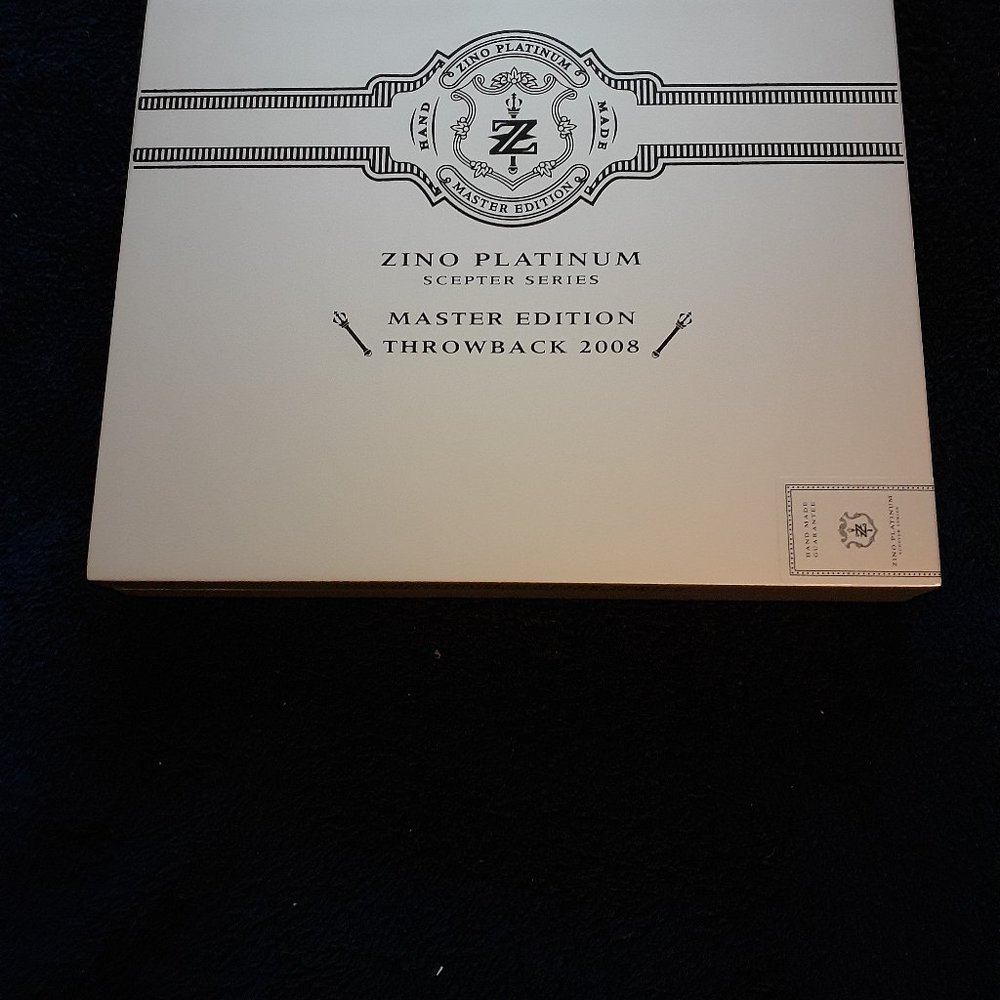 ZINO PLATINUM
HAND
MADE
Z
MASTER EDITION
ZINO PLATINUM
SCEPTER SERIES
MASTER EDITION
THROWBACK 2008
HAND MADE
GUARANTEE
Z
ZINO PLATINUM
SCEPTER SERIES